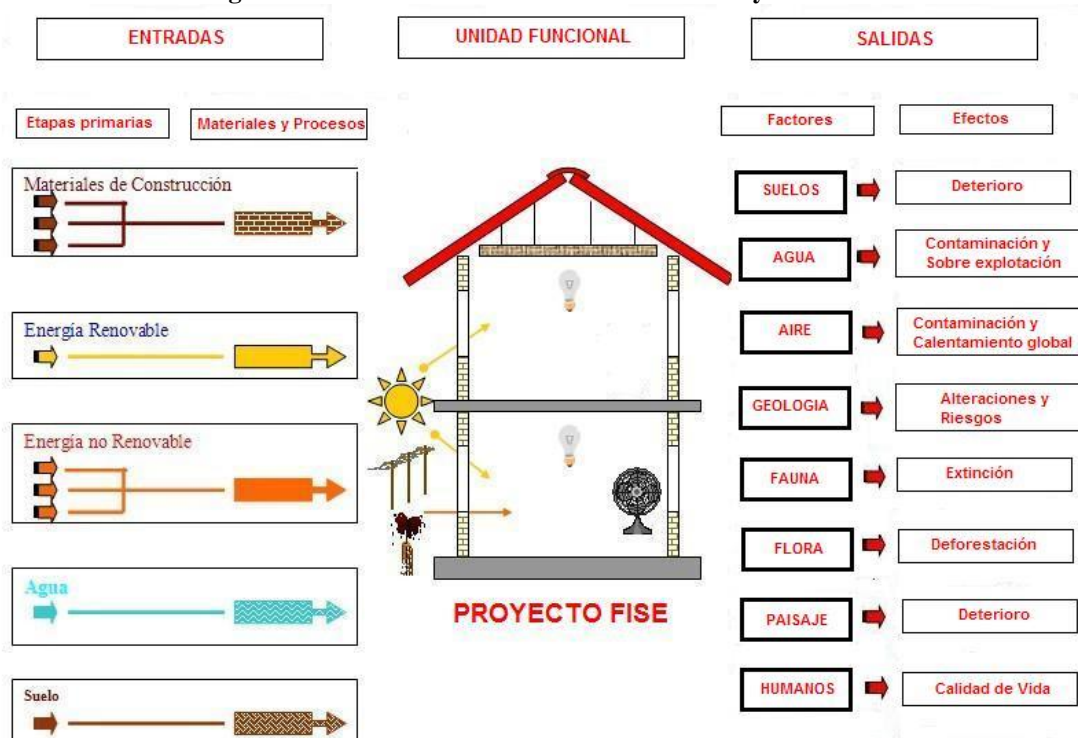 ENTRADAS
UNIDAD FUNCIONAL
SALIDAS
Etapas primarias
Materiales y Procesos
Factores
Efectos
Materiales de Construcción
Energía Renovable
Energía no Renovable
Agua
Suelo
PROYECTO FISE
SUELOS
Deterioro
AGUA
Contaminación y
Sobre explotación
AIRE
Contaminación y
Calentamiento global
GEOLOGIA
Alteraciones y
Riesgos
FAUNA
Extinción
FLORA
Deforestación
PAISAJE
Deterioro
HUMANOS
Calidad de Vida